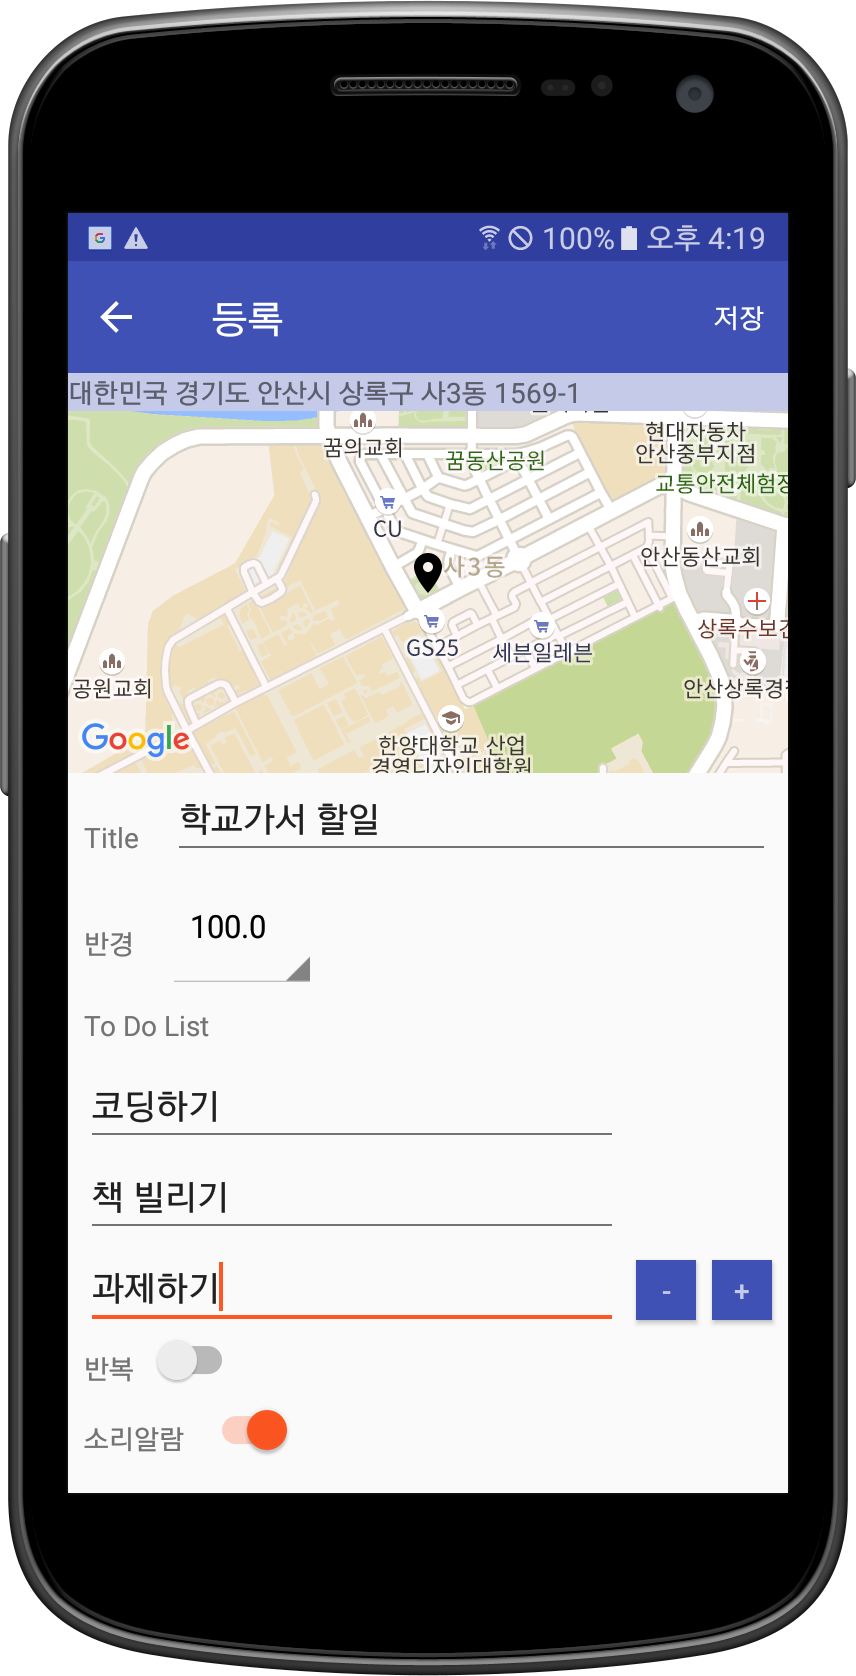 100% 오후 4:19
등록 저장
대한민국 경기도 안산시 상록구 사3동 1569-1
현대자동차
안산중부지점
꿈의교회
꿈동산공원
교통안전체험장
CU
안산동산교회
사3동
상록수보건
GS25
세븐일레븐
공원교회
안산상록경
Google
한양대학교 산업
경영디자인대학원
Title 학교가서 할일
반경 100.0
To Do List
코딩하기
책 빌리기
과제하기 - +
반복
소리알람